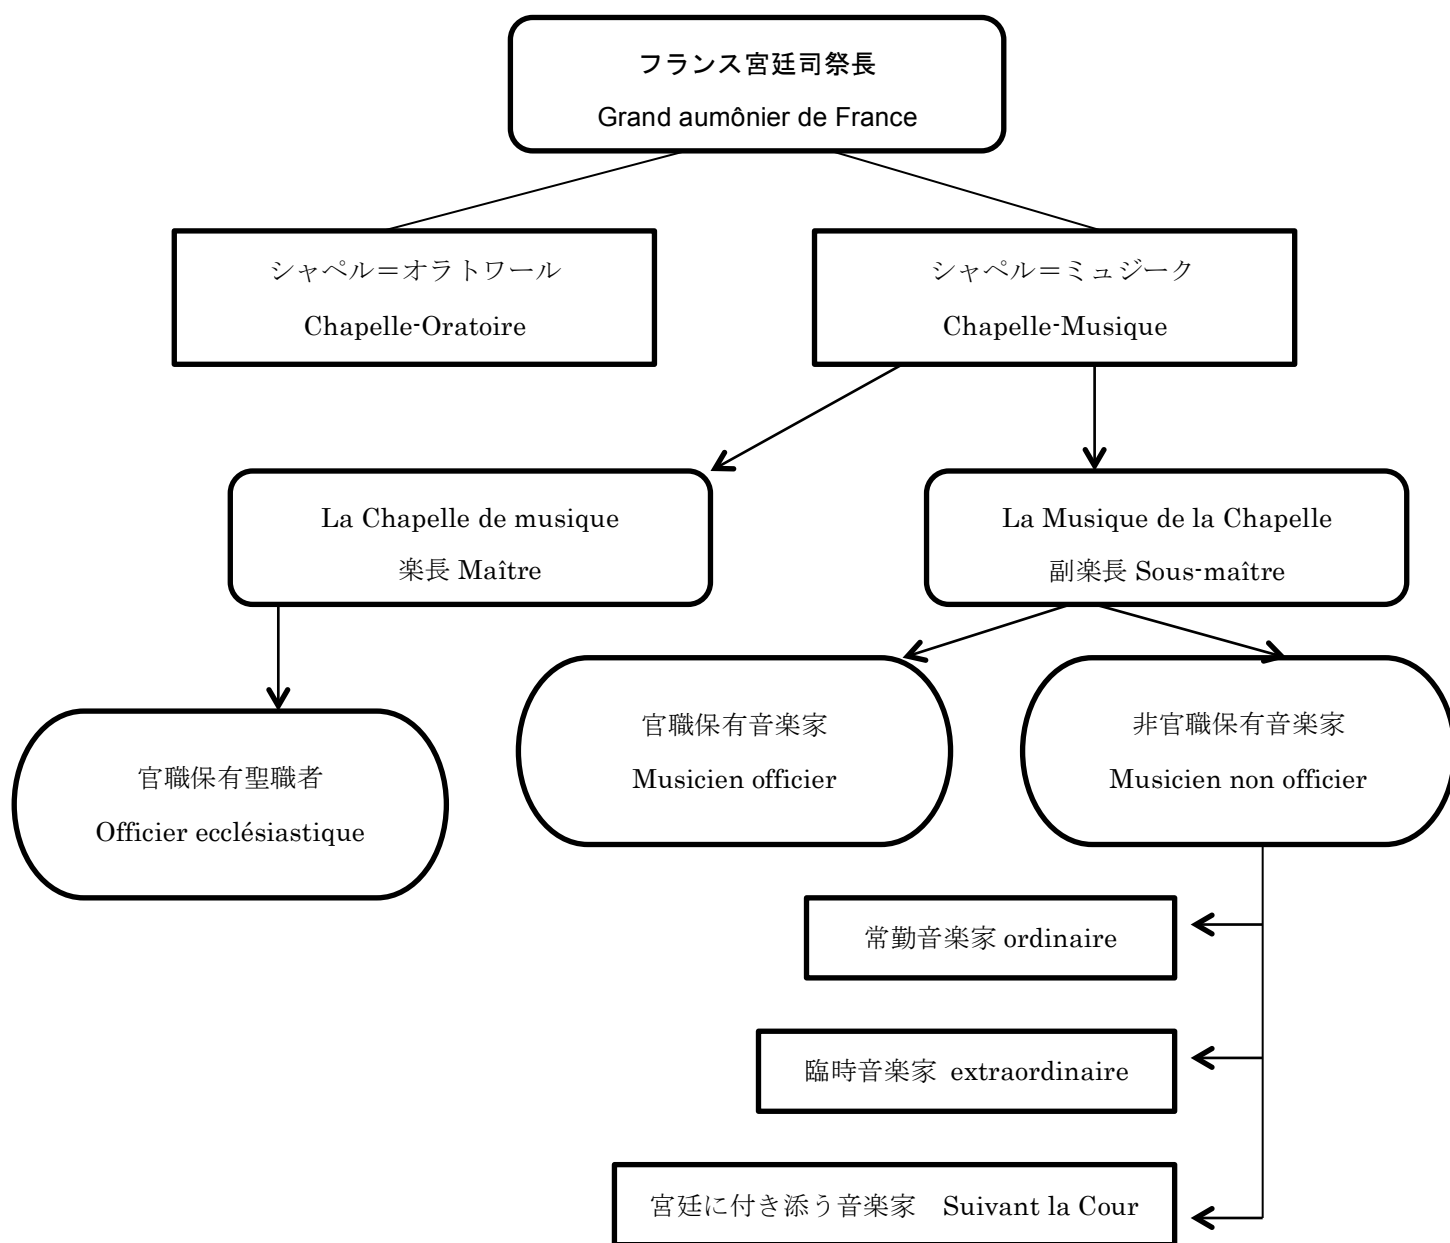 フランス宮廷司祭長
Grand aumônier de France
シャペル＝オラトワール
Chapelle-Oratoire
シャペル＝ミュジーク
Chapelle-Musique
La Chapelle de musique
楽長 Maître
La Musique de la Chapelle
副楽長 Sous-maître
官職保有聖職者
Officier ecclésiastique
官職保有音楽家
Musicien officier
非官職保有音楽家
Musicien non officier
常勤音楽家 ordinaire
臨時音楽家 extraordinaire
宮廷に付き添う音楽家　Suivant la Cour